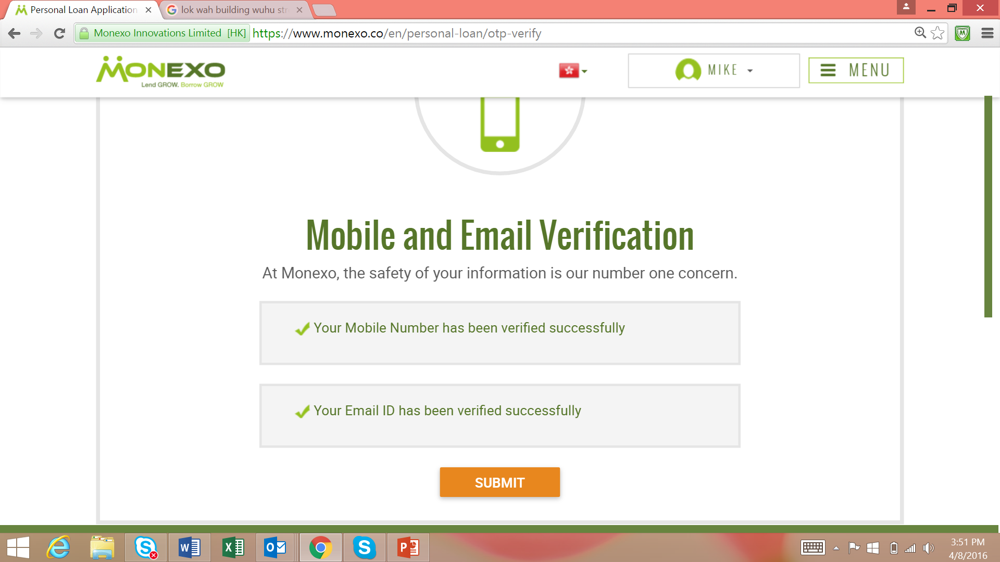 Personal Loan Application
lok wah building wuhu str
Monexo Innovations Limited [HK] https://www.monexo.co/en/personal-loan/otp-verify
MONEXO
Lend GROW. Borrow GROW
MIKE
MENU
Mobile and Email Verification
At Monexo, the safety of your information is our number one concern.
Your Mobile Number has been verified successfully
Your Email ID has been verified successfully
SUBMIT
3:51 PM
4/8/2016